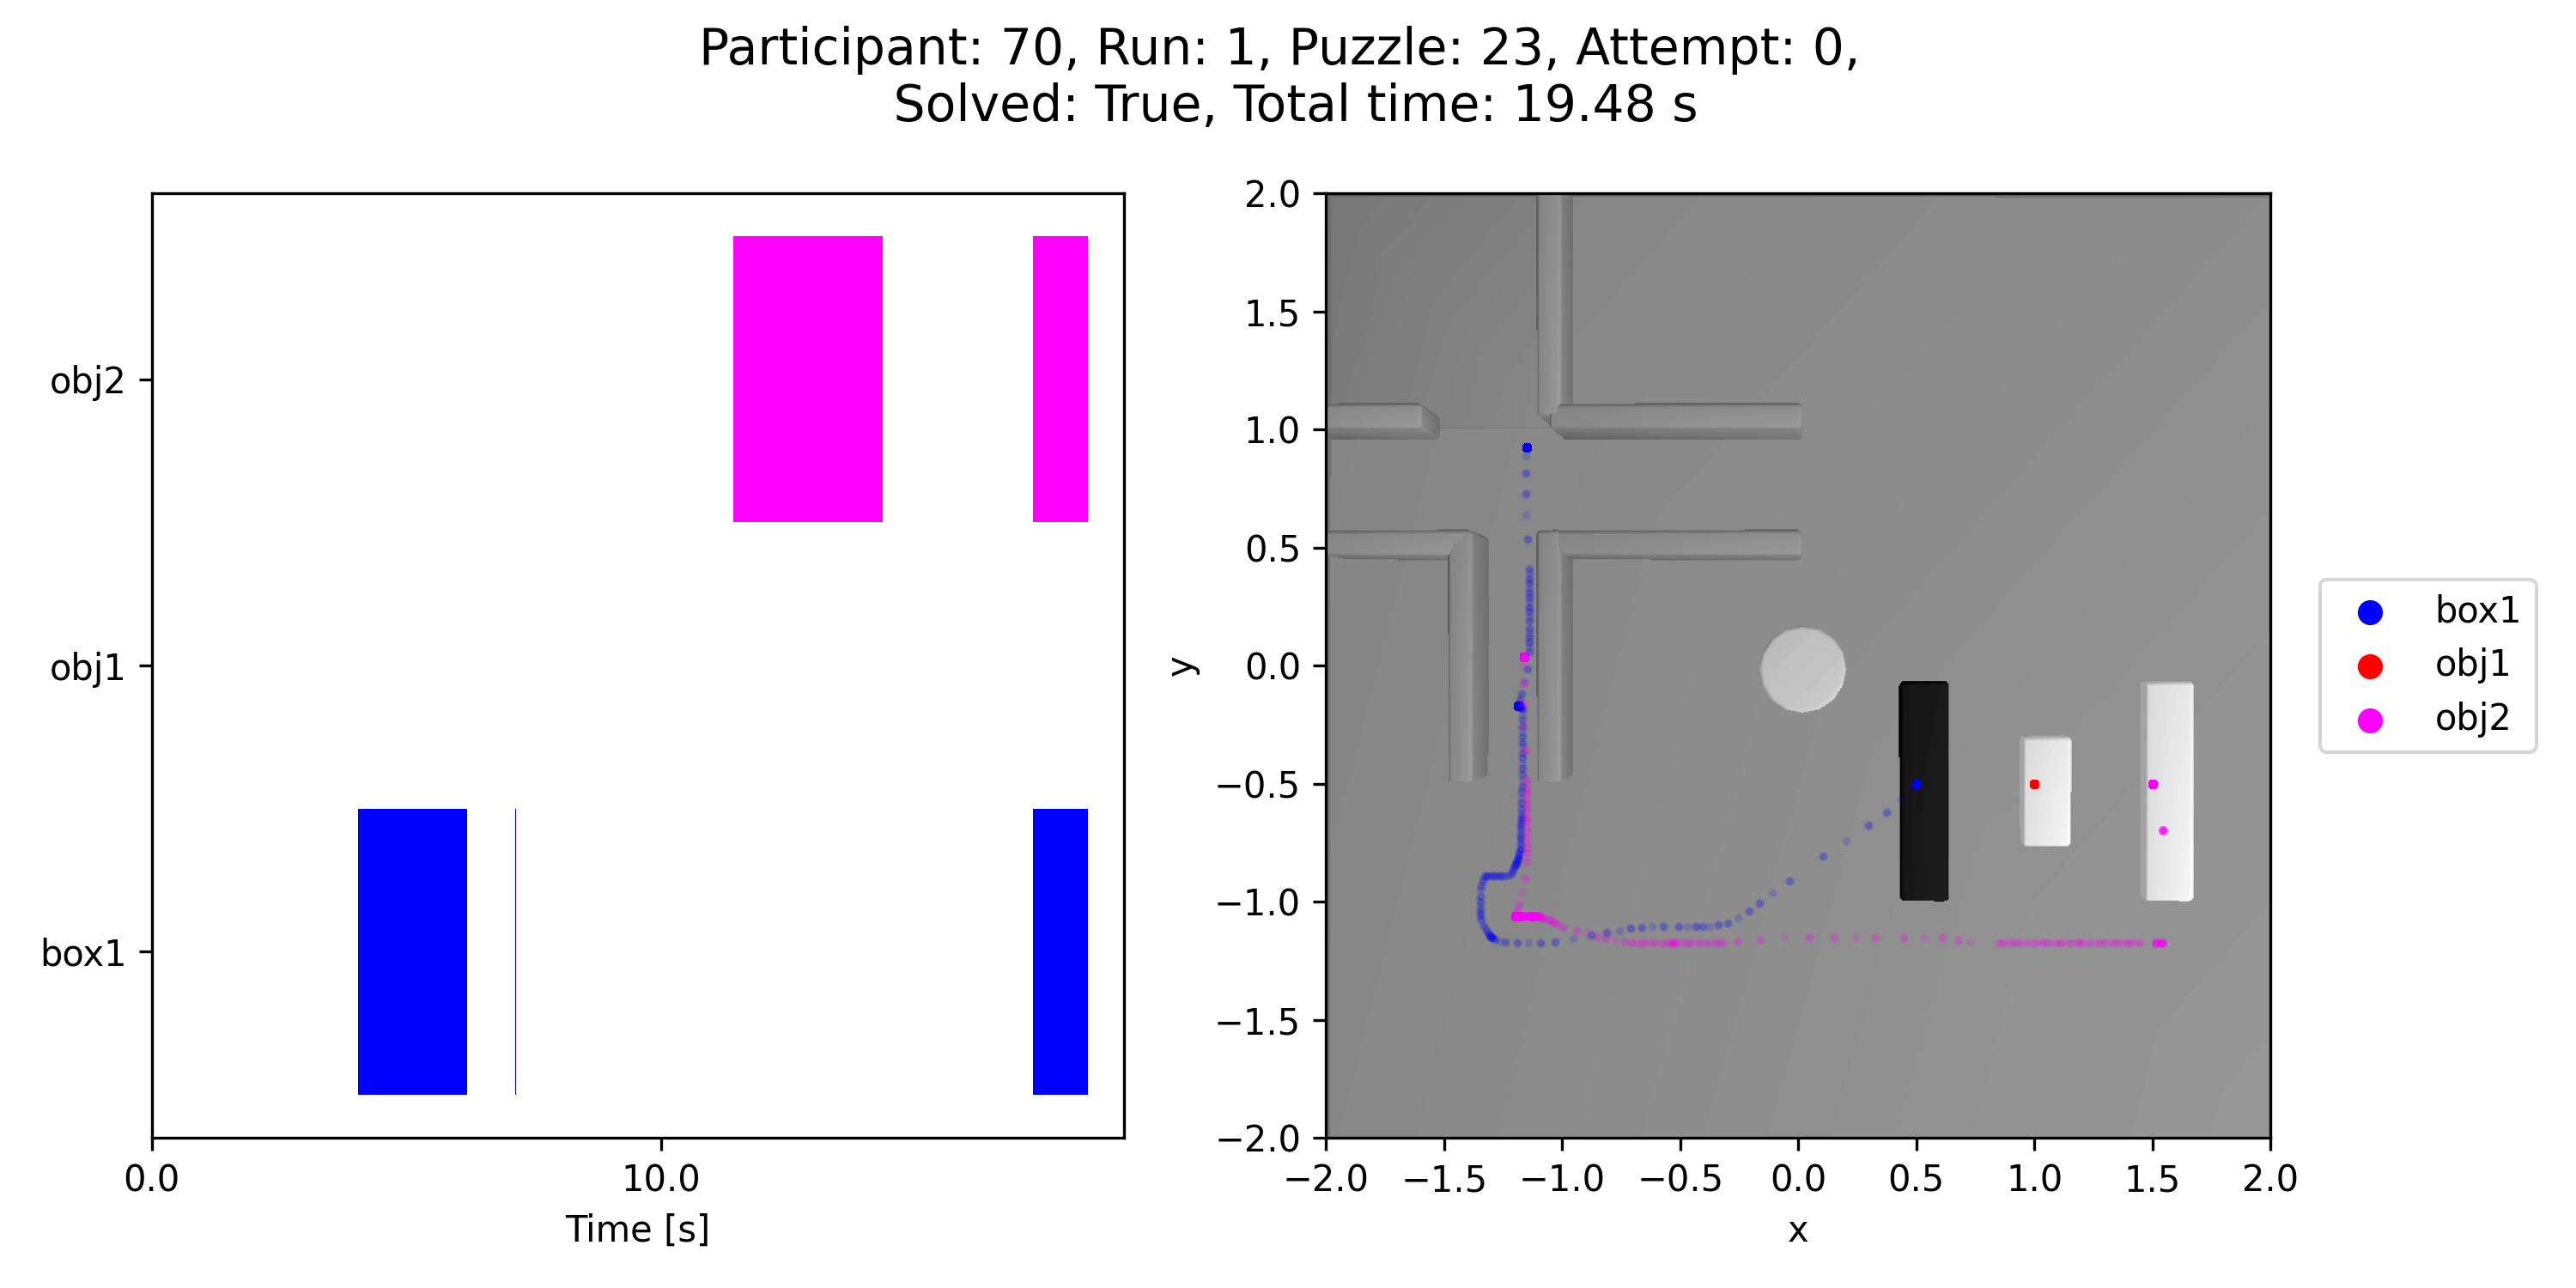 Participant: 70, Run: 1, Puzzle: 23, Attempt: 0,
Solved: True, Total time: 19.48 s
obj2
obj1
box1
0.0
10.0
Time [s]
2.0
1.5
1.0
0.5
0.0
−0.5
−1.0
−1.5
−2.0
y
−2.0
−1.5
−1.0
−0.5
0.0
0.5
1.0
1.5
2.0
x
box1
obj1
obj2